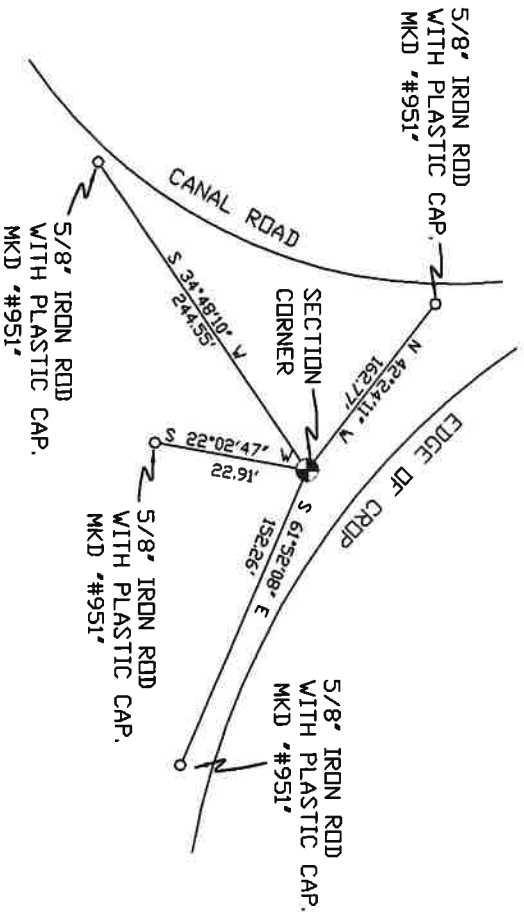 5/8" IRON ROD
WITH PLASTIC CAP.
MKD "#951"
CANAL ROAD
N 42°24'11" W
162.77'
EDGE OF CROP
SECTION
CORNER
S 34°48'10" W
244.55'
S 22°02'47" W
22.91'
S 61°52'08" E
152.26'
5/8" IRON ROD
WITH PLASTIC CAP.
MKD "#951"
5/8" IRON ROD
WITH PLASTIC CAP.
MKD "#951"
5/8" IRON ROD
WITH PLASTIC CAP.
MKD "#951"